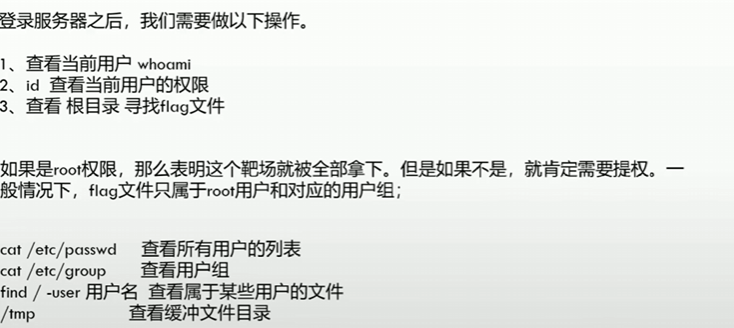 登录服务器之后，我们需要做以下操作。
1、查看当前用户 whoami
2、id 查看当前用户的权限
3、查看 根目录 寻找flag文件
如果是root权限，那么表明这个靶场就被全部拿下。但是如果不是，就肯定需要提权。一
般情况下，flag文件只属于root用户和对应的用户组；
cat /etc/passwd 查看所有用户的列表
cat /etc/group 查看用户组
find / -user 用户名 查看属于某些用户的文件
/tmp 查看缓冲文件目录